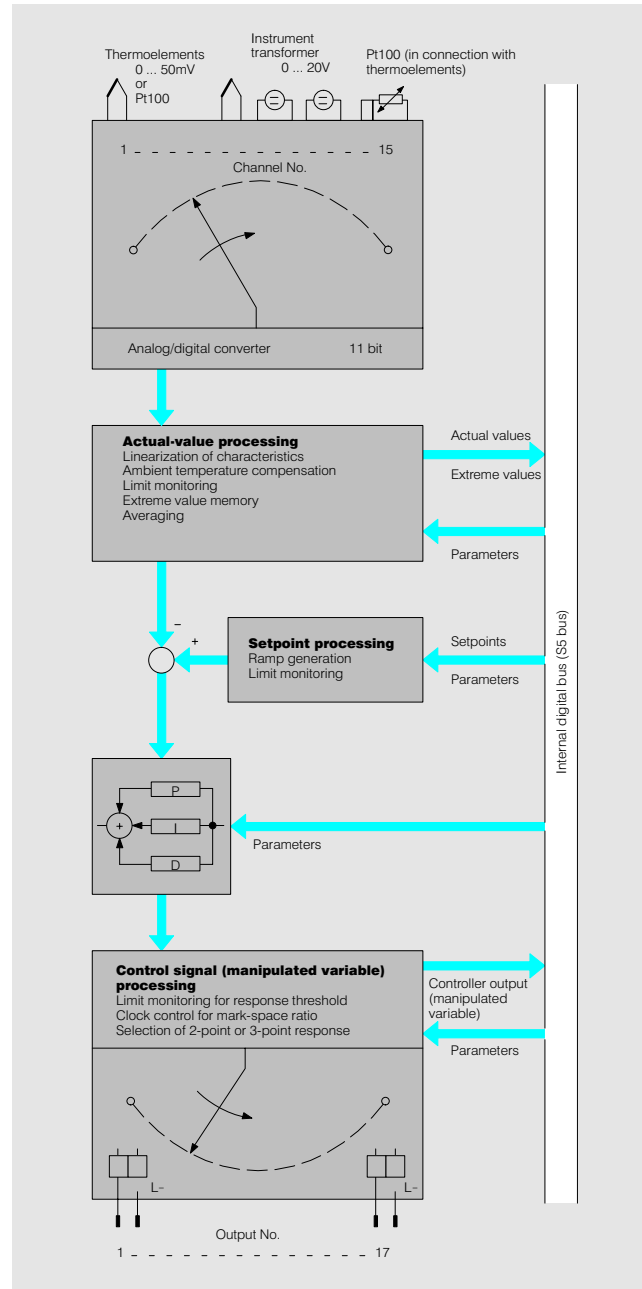 Thermoelements
0 ... 50mV
or
Pt100
Instrument
transformer
0 ... 20V
Pt100 (in connection with
thermoelements)
1 _ _ _ _ _ _ _ _ _ _ _ _ _ _ _ _ 15
Channel No.
Analog/digital converter 11 bit
Actual-value processing
Linearization of characteristics
Ambient temperature compensation
Limit monitoring
Extreme value memory
Averaging
Actual values
Extreme values
Parameters
Internal digital bus (S5 bus)
–
+
Setpoint processing
Ramp generation
Limit monitoring
Setpoints
Parameters
P
+
I
D
Parameters
Control signal (manipulated variable)
processing
Limit monitoring for response threshold
Clock control for mark-space ratio
Selection of 2-point or 3-point response
Controller output
(manipulated
variable)
Parameters
L– L–
Output No.
1 _ _ _ _ _ _ _ _ _ _ _ _ _ _ _ _ 17